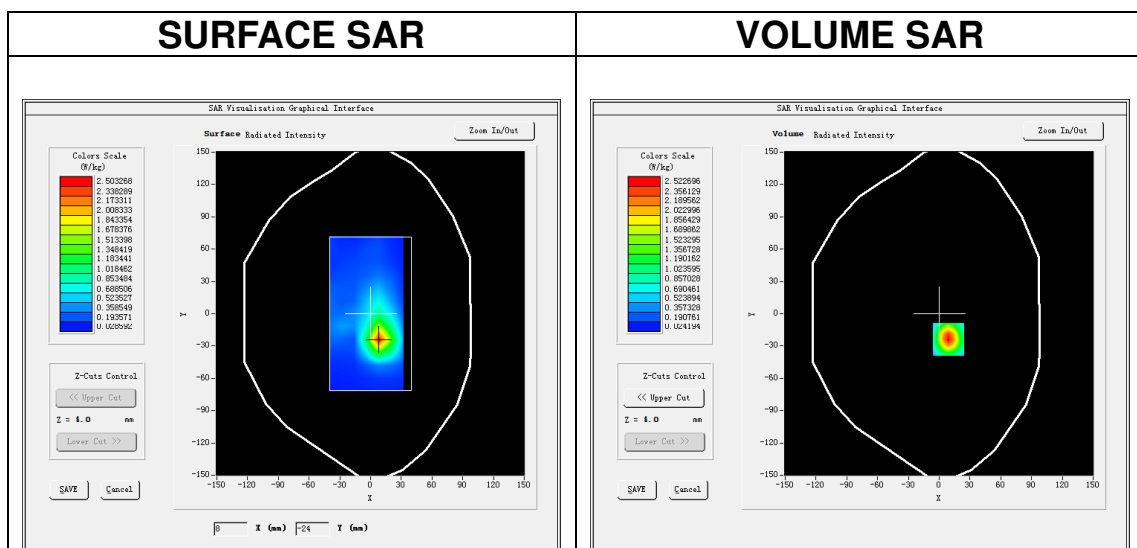 SURFACE SAR
VOLUME SAR
SAR Visualisation Graphical Interface
Surface Radiated Intensity
Zoom In/Out
Colors Scale
(W/kg)
2.503268
2.338289
2.173311
2.008333
1.843354
1.678376
1.513398
1.348419
1.183441
1.018462
0.853484
0.688506
0.523527
0.358549
0.193571
0.028592
Z-Cuts Control
<< Upper Cut
Z = 4.0 mm
Lower Cut >>
SAVE Cancel
150
120
90
60
30
0
-30
-60
-90
-120
-150
Y
-150 -120 -90 -60 -30 0 30 60 90 120 150
X
8 X (mm) -24 Y (mm)
SAR Visualisation Graphical Interface
Volume Radiated Intensity
Zoom In/Out
Colors Scale
(W/kg)
2.522696
2.356129
2.189562
2.022996
1.856429
1.689862
1.523295
1.356728
1.190162
1.023595
0.857028
0.690461
0.523894
0.357328
0.190761
0.024194
Z-Cuts Control
<< Upper Cut
Z = 4.0 mm
Lower Cut >>
SAVE Cancel
150
120
90
60
30
0
-30
-60
-90
-120
-150
Y
-150 -120 -90 -60 -30 0 30 60 90 120 150
X